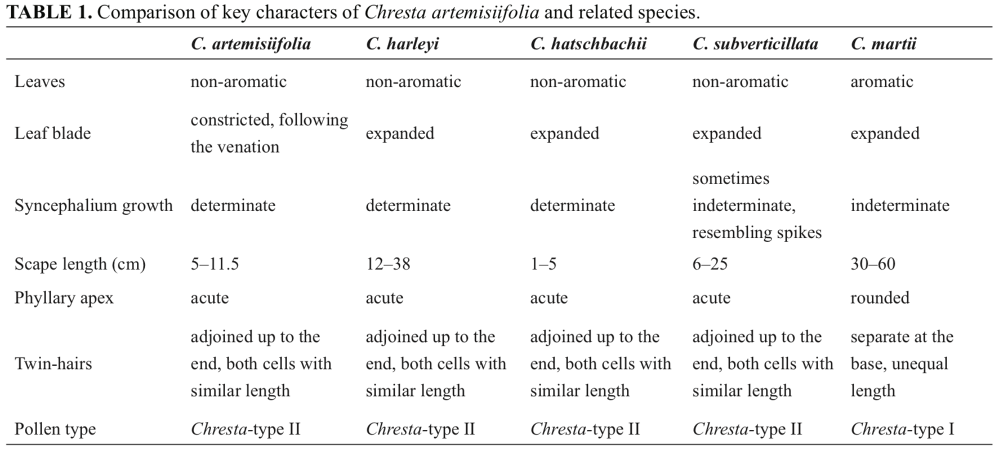 TABLE 1. Comparison of key characters of Chresta artemisiifolia and related species.
C. artemisiifolia C. harleyi C. hatschbachii C. subverticillata C. martii
Leaves non-aromatic non-aromatic non-aromatic non-aromatic aromatic
Leaf blade constricted, following the venation expanded expanded expanded expanded
Syncephalium growth determinate determinate determinate sometimes indeterminate, resembling spikes indeterminate
Scape length (cm) 5–11.5 12–38 1–5 6–25 30–60
Phyllary apex acute acute acute acute rounded
Twin-hairs adjoined up to the end, both cells with similar length adjoined up to the end, both cells with similar length adjoined up to the end, both cells with similar length adjoined up to the end, both cells with similar length separate at the base, unequal length
Pollen type Chresta-type II Chresta-type II Chresta-type II Chresta-type II Chresta-type I